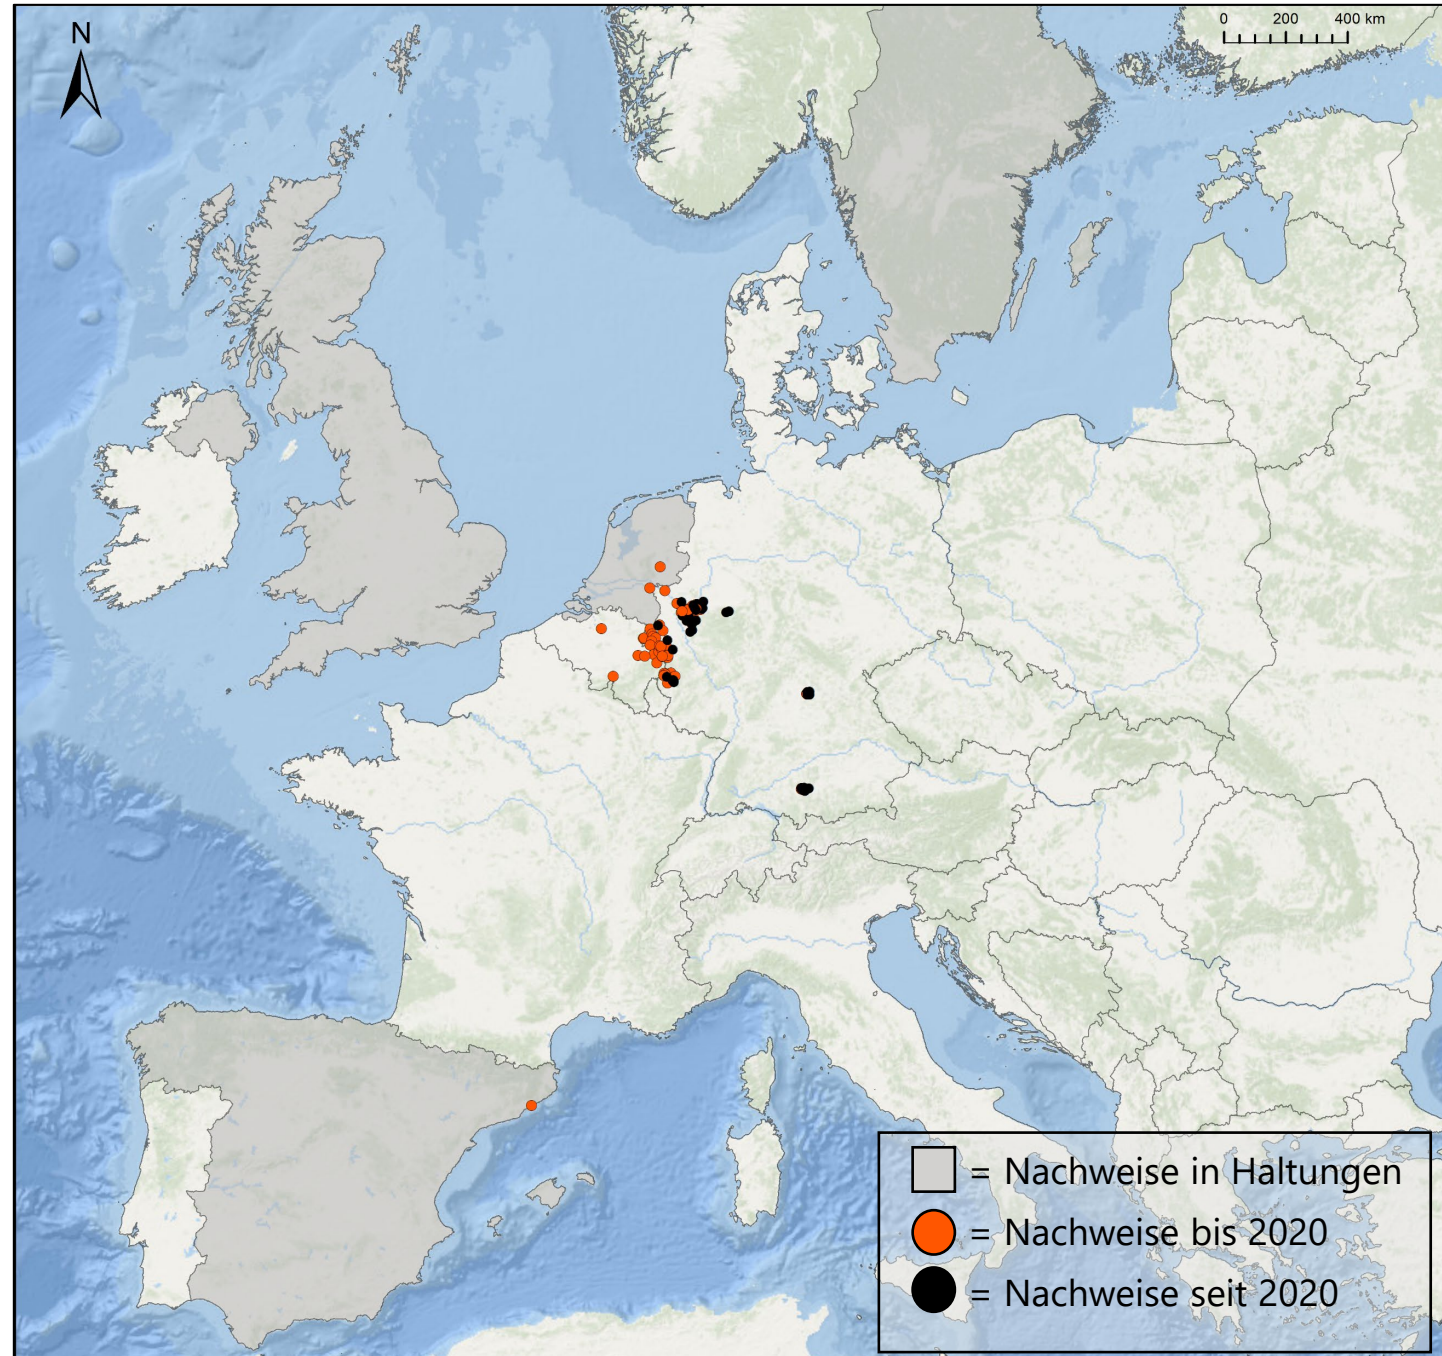 N
0 200 400 km
= Nachweise in Haltungen
= Nachweise bis 2020
= Nachweise seit 2020